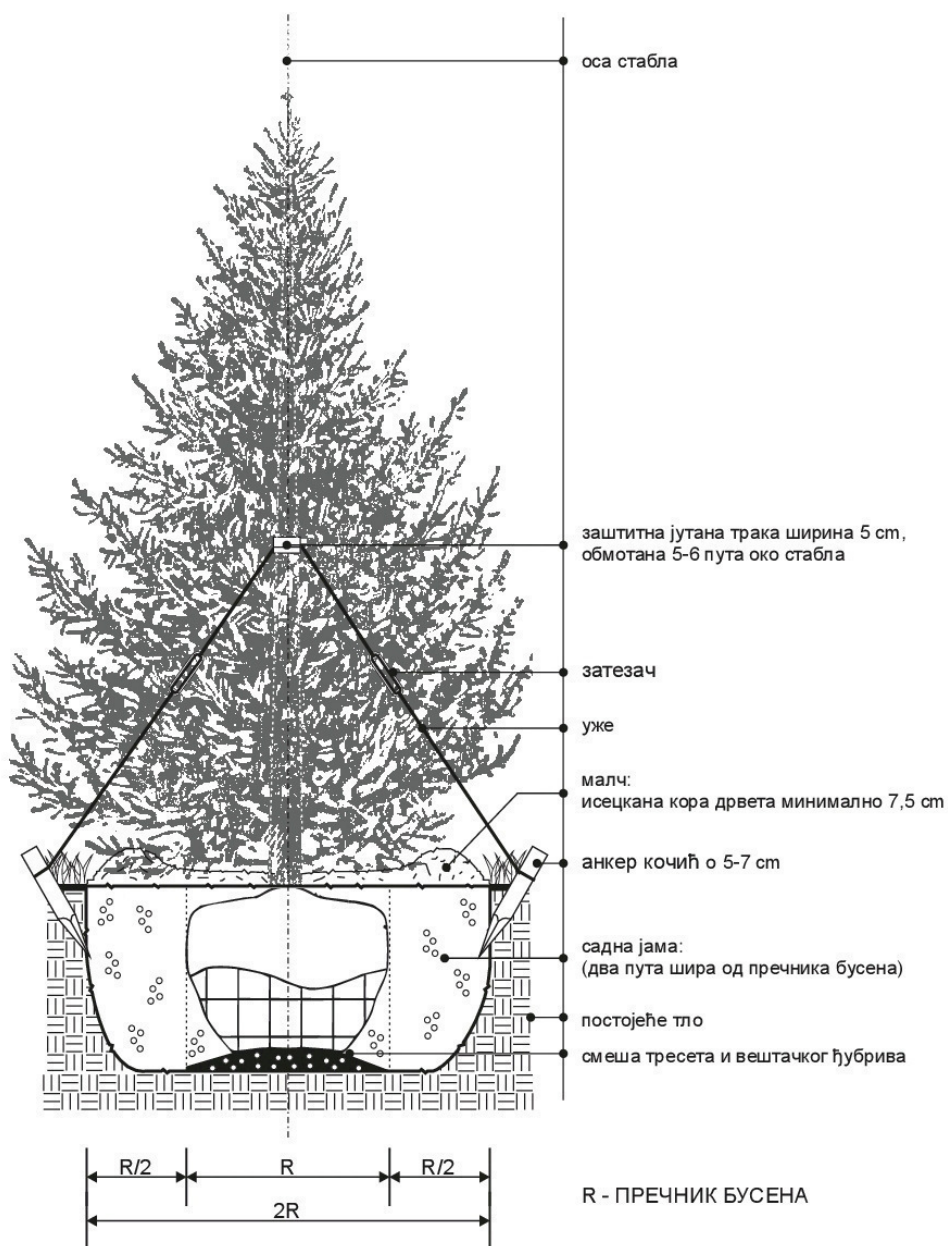 оса стабла
заштитна јутана трака ширина 5 cm,
обмотана 5-6 пута око стабла
затезач
уже
малч:
исецкана кора дрвета минимално 7,5 cm
анкер кочић о 5-7 cm
садна јама:
(два пута шира од пречника бусена)
постојеће тло
смеша тресета и вештачког ђубрива
R/2 R R/2
2R
R - ПРЕЧНИК БУСЕНА